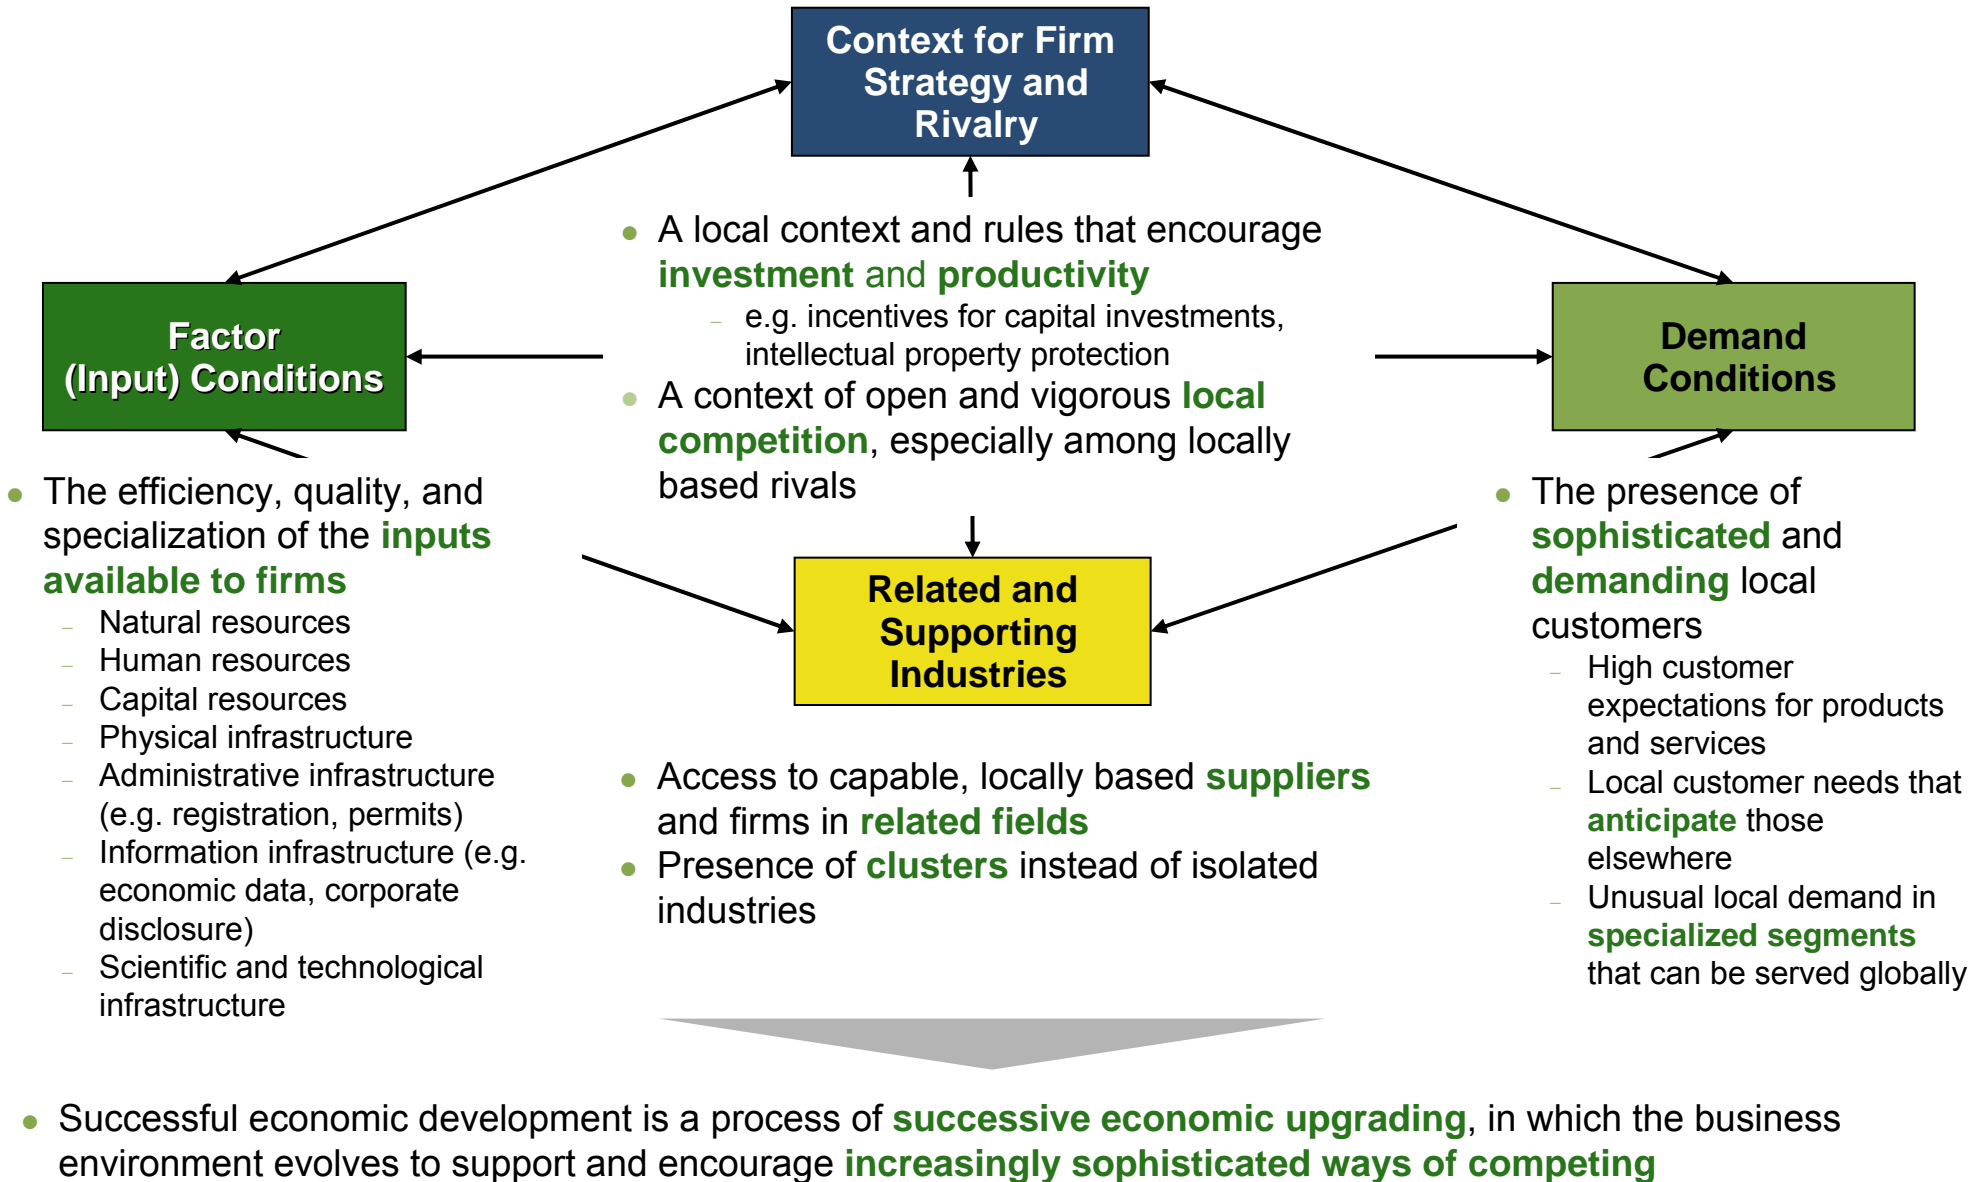 Context for Firm
Strategy and
Rivalry
● A local context and rules that encourage
investment and productivity
– e.g. incentives for capital investments,
intellectual property protection
● A context of open and vigorous local
competition, especially among locally
based rivals
Factor
(Input) Conditions
● The efficiency, quality, and
specialization of the inputs
available to firms
– Natural resources
– Human resources
– Capital resources
– Physical infrastructure
– Administrative infrastructure
(e.g. registration, permits)
– Information infrastructure (e.g.
economic data, corporate
disclosure)
– Scientific and technological
infrastructure
Demand
Conditions
● The presence of
sophisticated and
demanding local
customers
– High customer
expectations for products
and services
– Local customer needs that
anticipate those
elsewhere
– Unusual local demand in
specialized segments
that can be served globally
Related and
Supporting
Industries
● Access to capable, locally based suppliers
and firms in related fields
● Presence of clusters instead of isolated
industries
● Successful economic development is a process of successive economic upgrading, in which the business
environment evolves to support and encourage increasingly sophisticated ways of competing